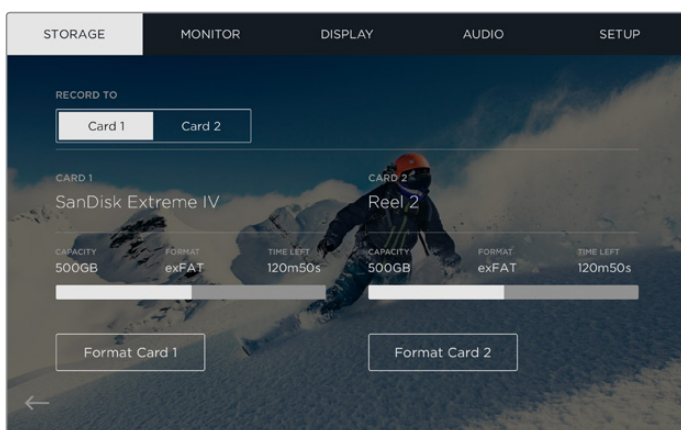 STORAGE MONITOR DISPLAY AUDIO SETUP
RECORD TO
Card 1 Card 2
CARD 1 CARD 2
SanDisk Extreme IV Reel 2
CAPACITY FORMAT TIME LEFT CAPACITY FORMAT TIME LEFT
500GB exFAT 120m50s 500GB exFAT 120m50s
Format Card 1 Format Card 2